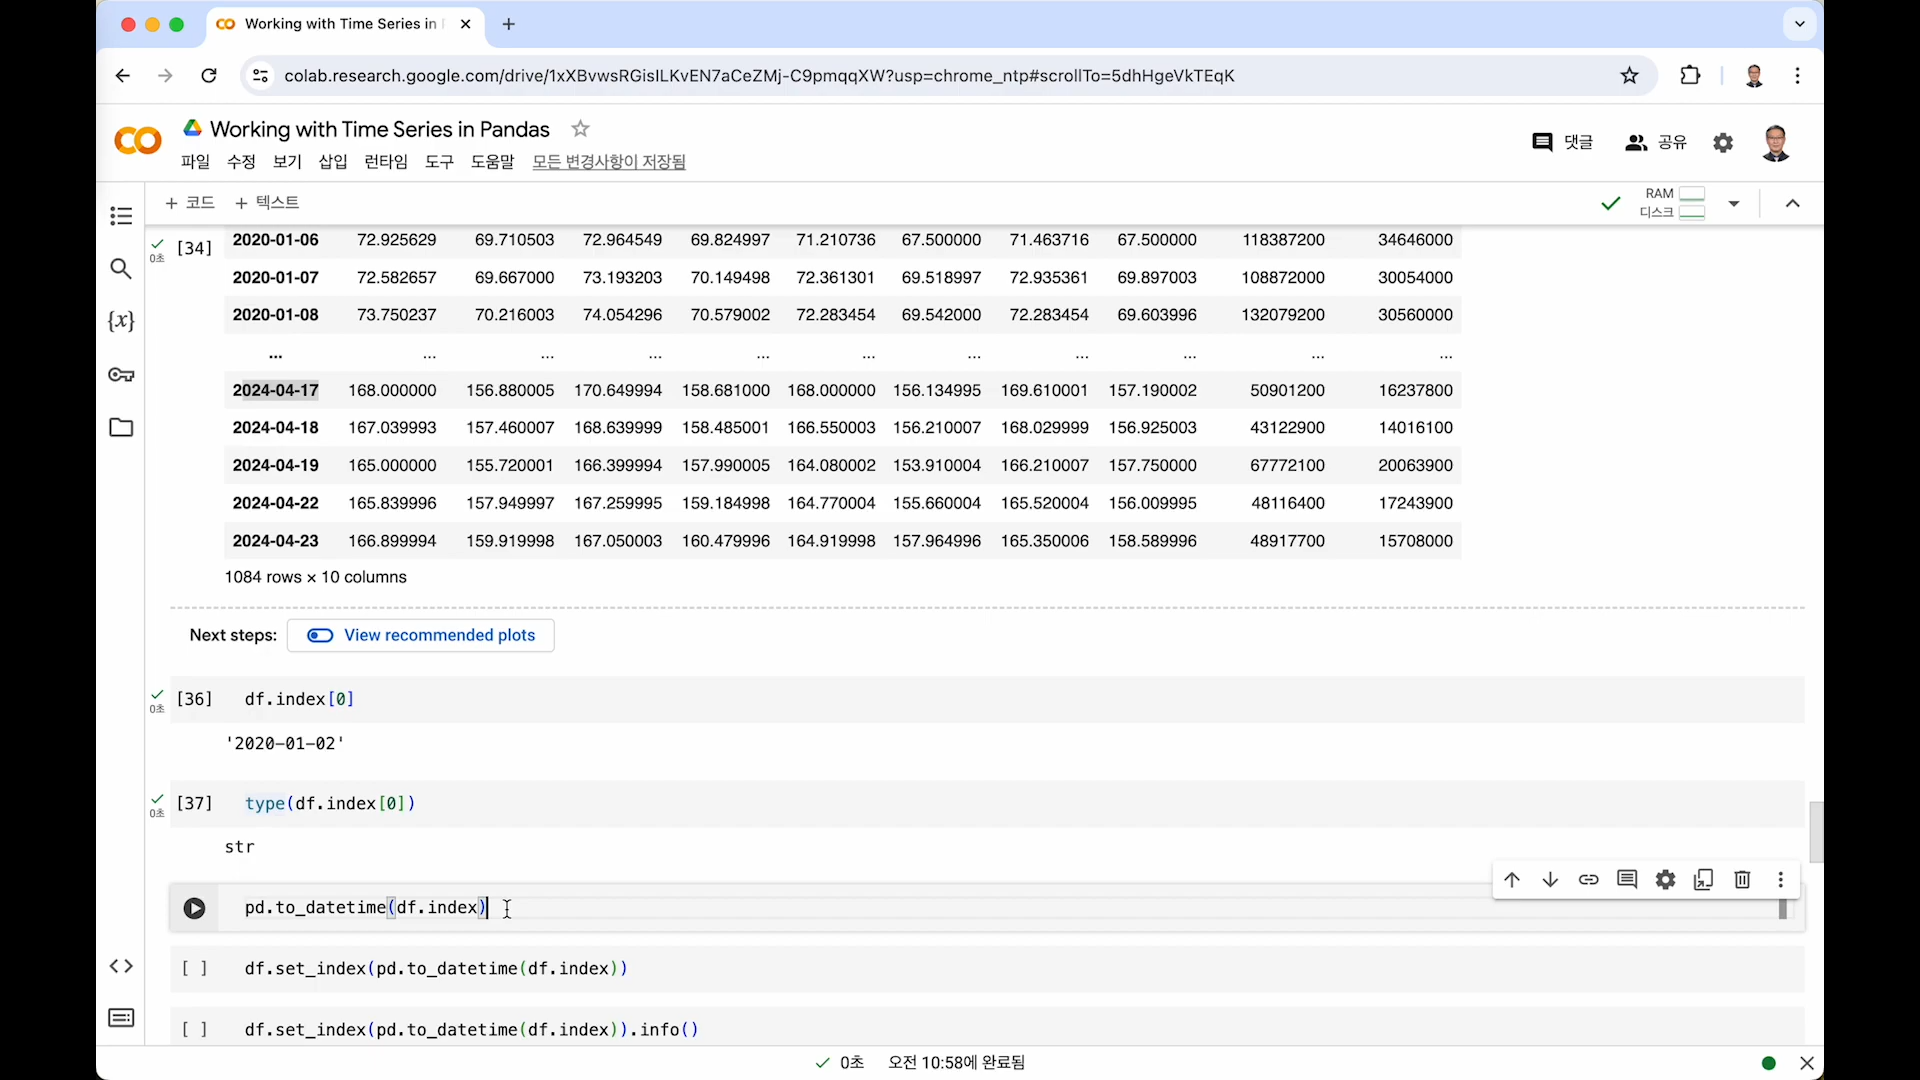 Working with Time Series in
colab.research.google.com/drive/1xXBvwsRGisILKvEN7aCeZMj-C9pmqqXW?usp=chrome_ntp#scrollTo=5dhHgeVkTEqK
Working with Time Series in Pandas
댓글 공유
파일 수정 보기 삽입 런타임 도구 도움말 모든 변경사항이 저장됨
+ 코드 + 텍스트
RAM
디스크
[34] 2020-01-06 72.925629 69.710503 72.964549 69.824997 71.210736 67.500000 71.463716 67.500000 118387200 34646000
0초
2020-01-07 72.582657 69.667000 73.193203 70.149498 72.361301 69.518997 72.935361 69.897003 108872000 30054000
2020-01-08 73.750237 70.216003 74.054296 70.579002 72.283454 69.542000 72.283454 69.603996 132079200 30560000
... ... ... ... ... ... ... ... ... ... ...
2024-04-17 168.000000 156.880005 170.649994 158.681000 168.000000 156.134995 169.610001 157.190002 50901200 16237800
2024-04-18 167.039993 157.460007 168.639999 158.485001 166.550003 156.210007 168.029999 156.925003 43122900 14016100
2024-04-19 165.000000 155.720001 166.399994 157.990005 164.080002 153.910004 166.210007 157.750000 67772100 20063900
2024-04-22 165.839996 157.949997 167.259995 159.184998 164.770004 155.660004 165.520004 156.009995 48116400 17243900
2024-04-23 166.899994 159.919998 167.050003 160.479996 164.919998 157.964996 165.350006 158.589996 48917700 15708000
1084 rows × 10 columns
Next steps: View recommended plots
[36] df.index[0]
0초
'2020-01-02'
[37] type(df.index[0])
0초
str
pd.to_datetime(df.index)
[ ] df.set_index(pd.to_datetime(df.index))
[ ] df.set_index(pd.to_datetime(df.index)).info()
0초 오전 10:58에 완료됨